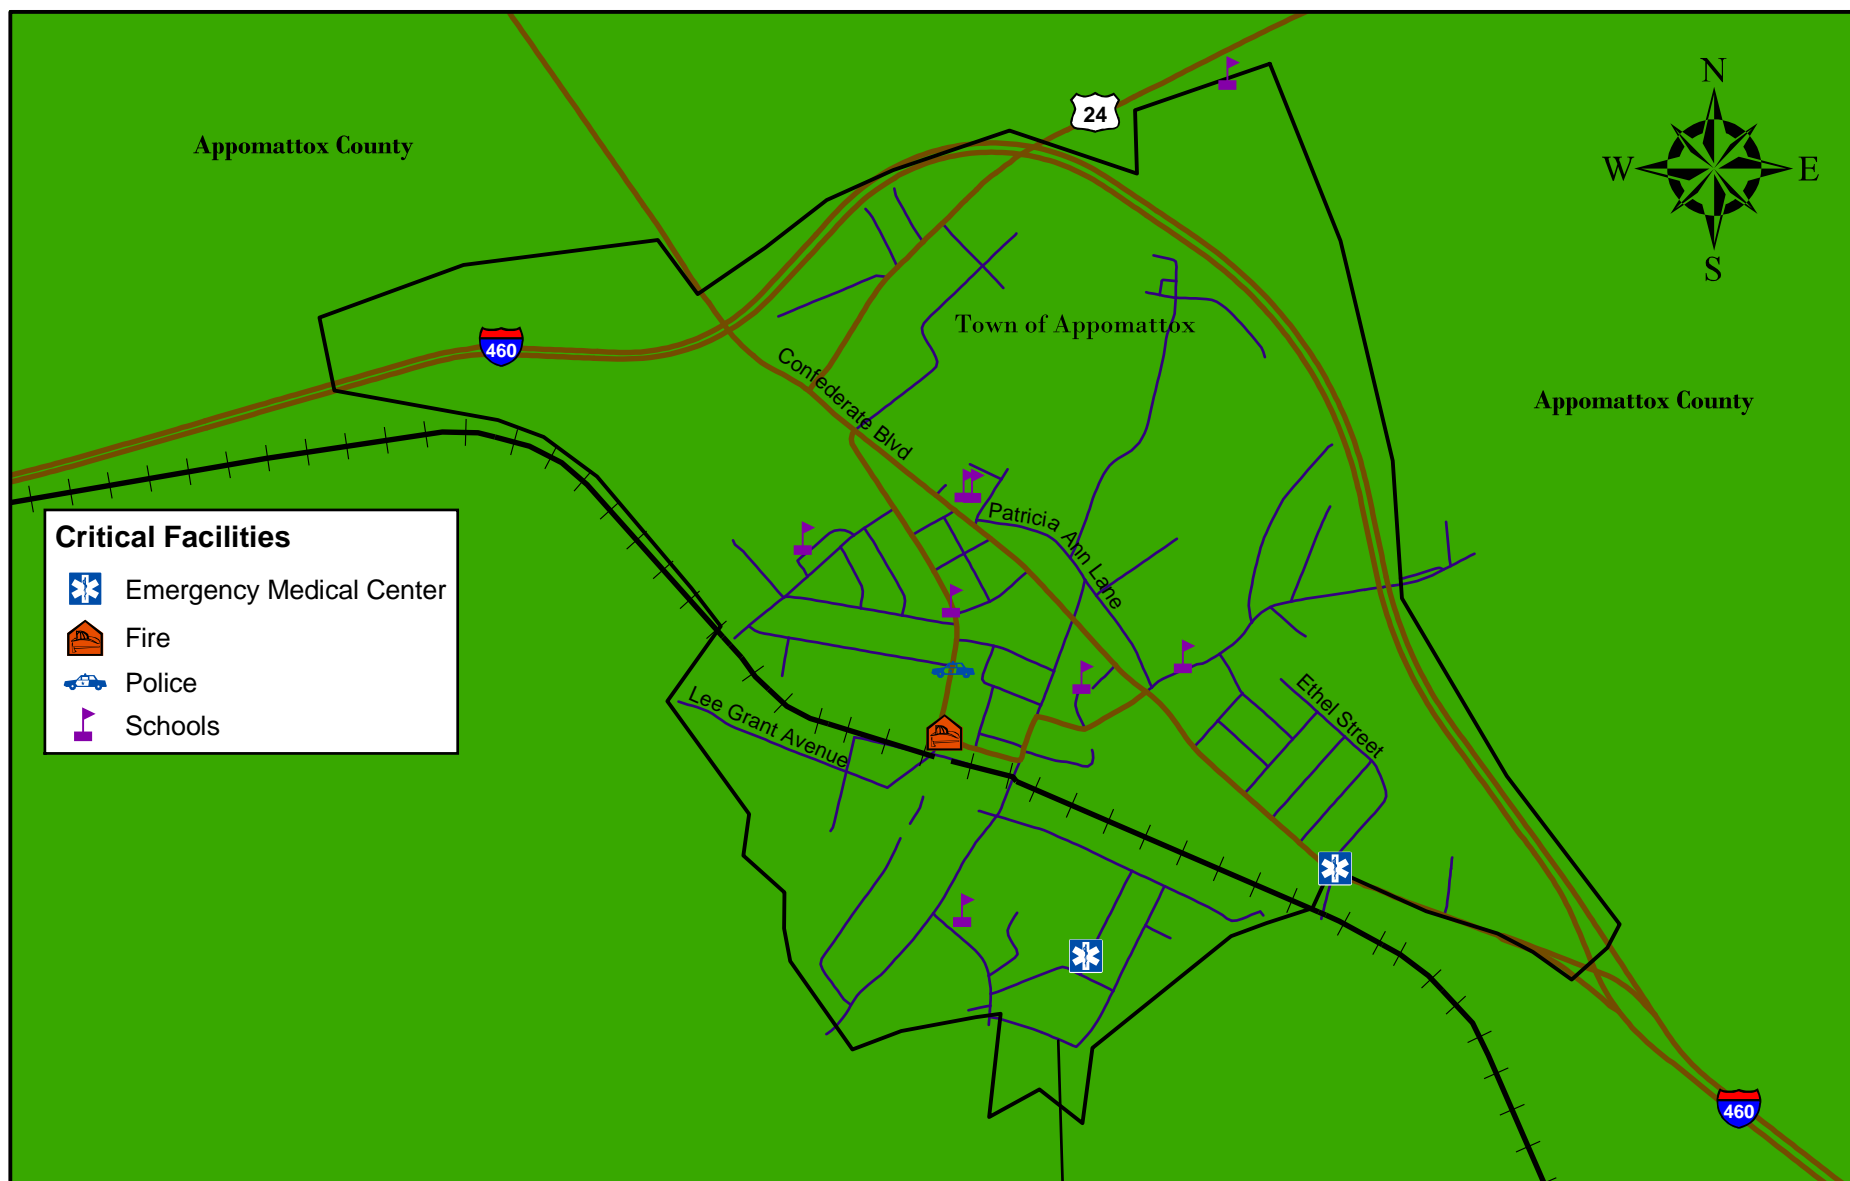 N
24
Appomattox County
W
E
S
Town of Appomattox
460
Confederate Blvd
Appomattox County
Patricia Ann Lane
Critical Facilities
Emergency Medical Center
Fire
Police
Schools
Lee Grant Avenue
Ethel Street
460